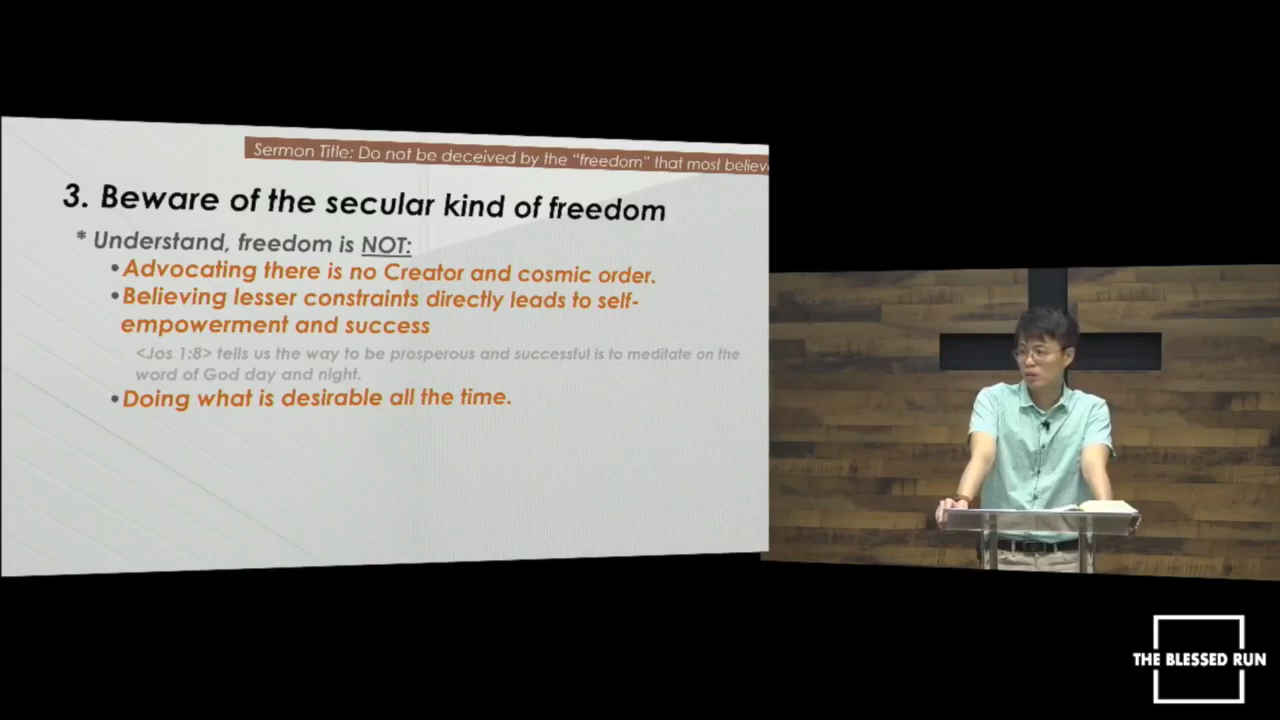 Sermon Title: Do not be deceived by the "freedom" that most
3. Beware of the secular kind of freedom
* Understand, freedom is NOT:
•Advocating there is no Creator and cosmic order.
•Believing lesser constraints directly leads to self-
empowerment and success
<Jos 1:8> tells us the way to be prosperous and successful is to meditate on the
word of God day and night.
•Doing what is desirable all the time.
THE BLESSED RUN